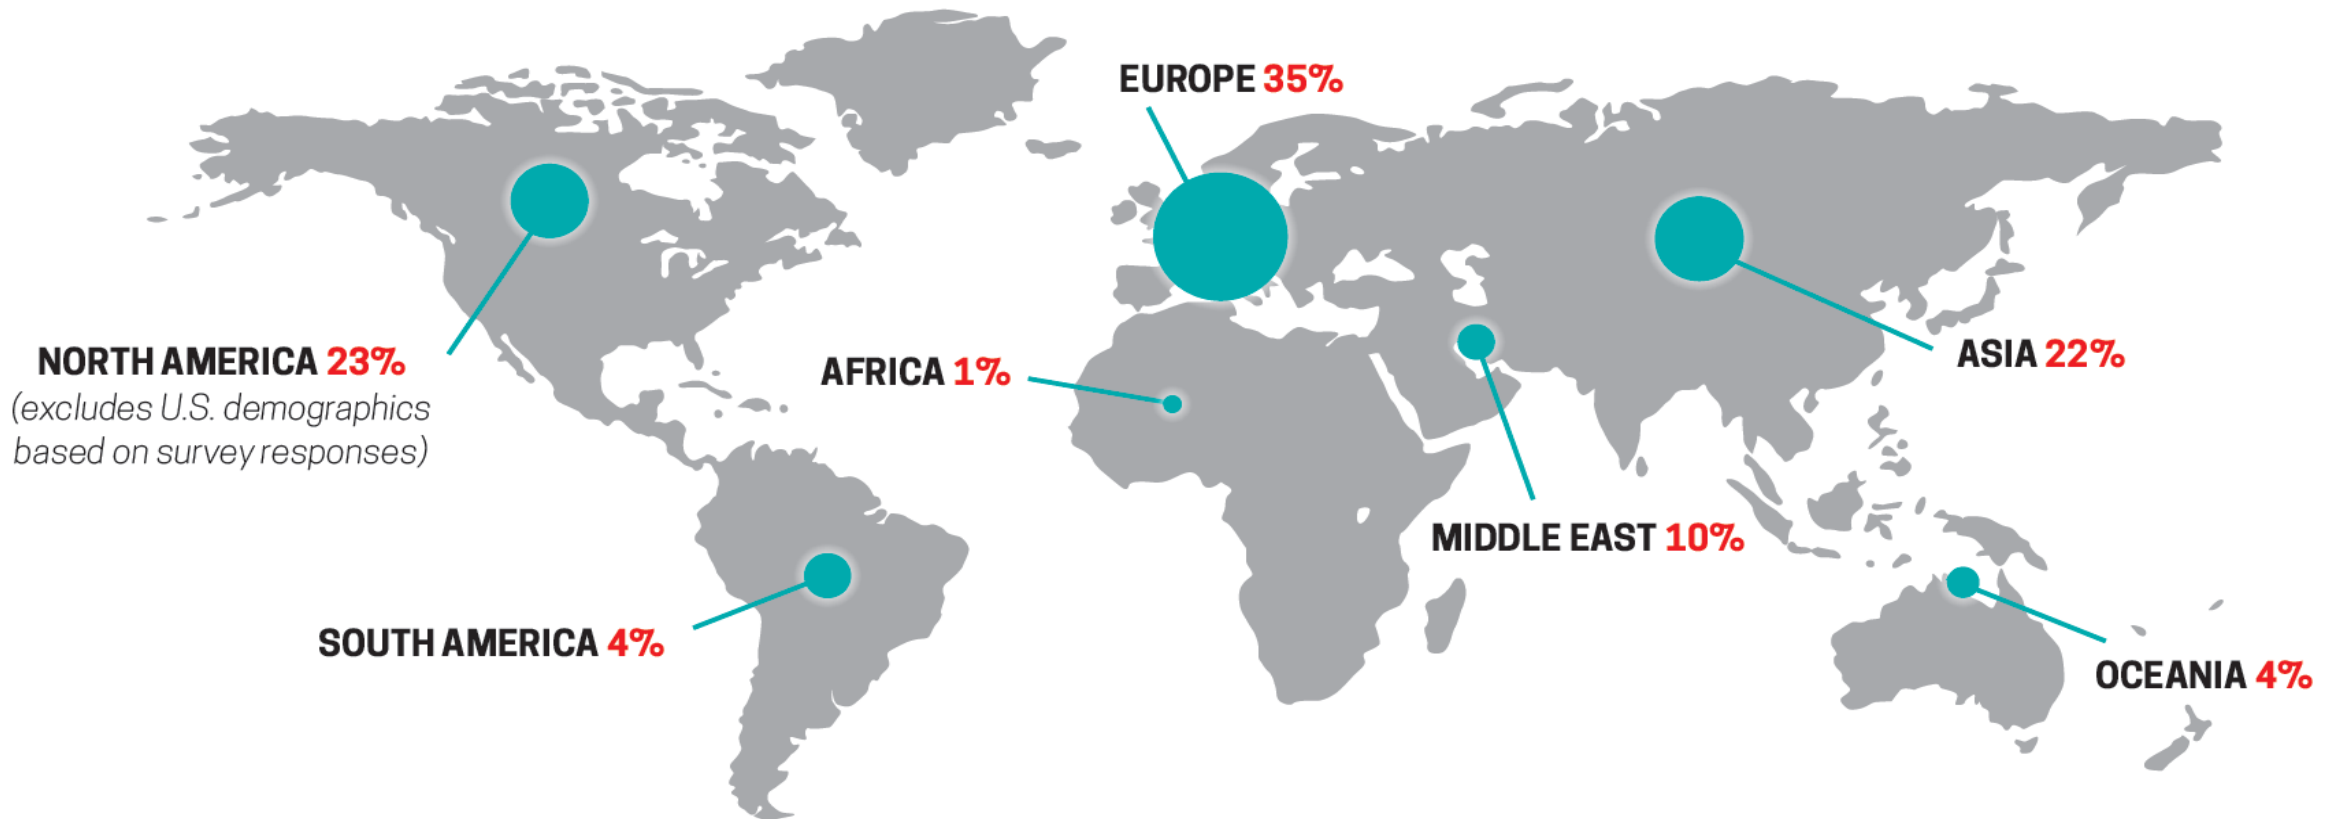 EUROPE 35%
NORTH AMERICA 23%
(excludes U.S. demographics
based on survey responses)
AFRICA 1%
ASIA 22%
MIDDLE EAST 10%
SOUTH AMERICA 4%
OCEANIA 4%